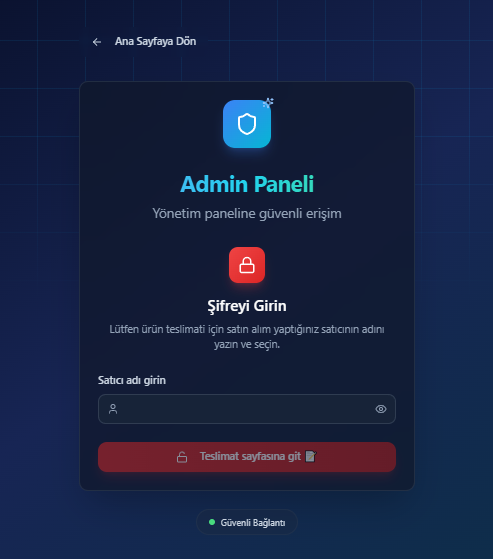 Ana Sayfaya Dön
Admin Paneli
Yönetim paneline güvenli erişim
Şifreyi Girin
Lütfen ürün teslimati için satın alım yaptığınız satıcının adını
yazın ve seçin.
Satıcı adı girin
Teslimat sayfasına git
Güvenli Bağlantı